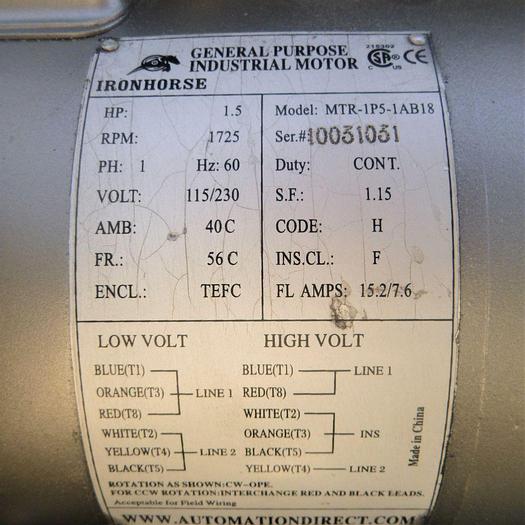 GENERAL PURPOSE
INDUSTRIAL MOTOR
IRONHORSE
218302
CSA
C US
CE
HP: 1.5
RPM: 1725
PH: 1 Hz: 60
VOLT: 115/230
AMB: 40 C
FR.: 56 C
ENCL.: TEFC
Model: MTR-1P5-1AB18
Ser.# 10031031
Duty: CONT.
S.F.: 1.15
CODE: H
INS.CL.: F
FL AMPS: 15.2/7.6
LOW VOLT
BLUE(T1)
ORANGE(T3) LINE 1
RED(T8)
WHITE(T2)
YELLOW(T4) LINE 2
BLACK(T5)
HIGH VOLT
BLUE(T1) LINE 1
RED(T8)
WHITE(T2)
ORANGE(T3) INS
BLACK(T5)
YELLOW(T4) LINE 2
Made in China
ROTATION AS SHOWN:CW-OPE.
FOR CCW ROTATION:INTERCHANGE RED AND BLACK LEADS.
Acceptable for Field Wiring
WWW.AUTOMATIONDIRECT.COM